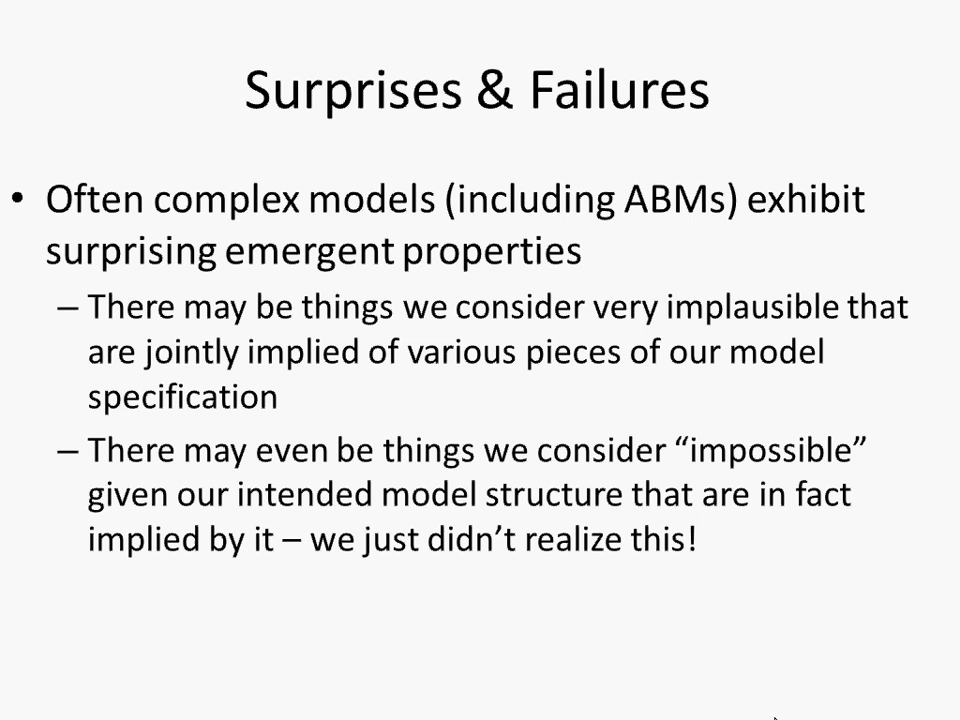 Surprises & Failures
• Often complex models (including ABMs) exhibit
surprising emergent properties
– There may be things we consider very implausible that
are jointly implied of various pieces of our model
specification
– There may even be things we consider “impossible”
given our intended model structure that are in fact
implied by it – we just didn’t realize this!